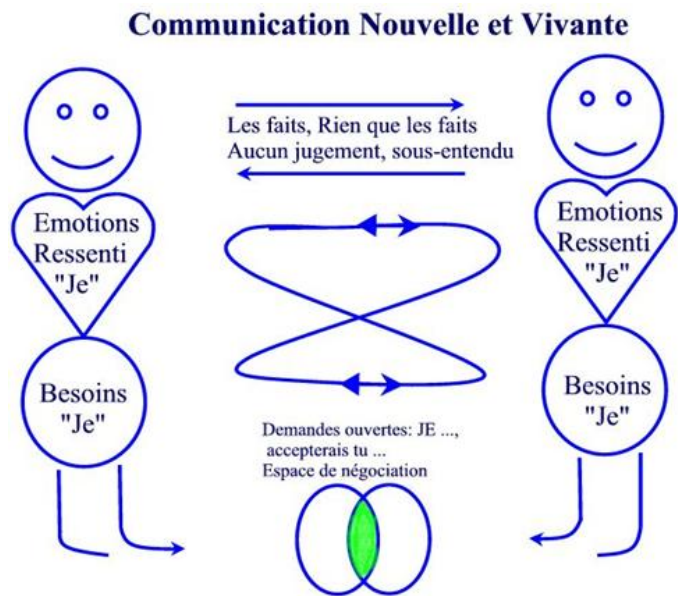 Communication Nouvelle et Vivante
Les faits, Rien que les faits
Aucun jugement, sous-entendu
Emotions
Ressenti
"Je"
Emotions
Ressenti
"Je"
Besoins
"Je"
Besoins
"Je"
Demandes ouvertes: JE ...,
accepterais tu ...
Espace de négociation